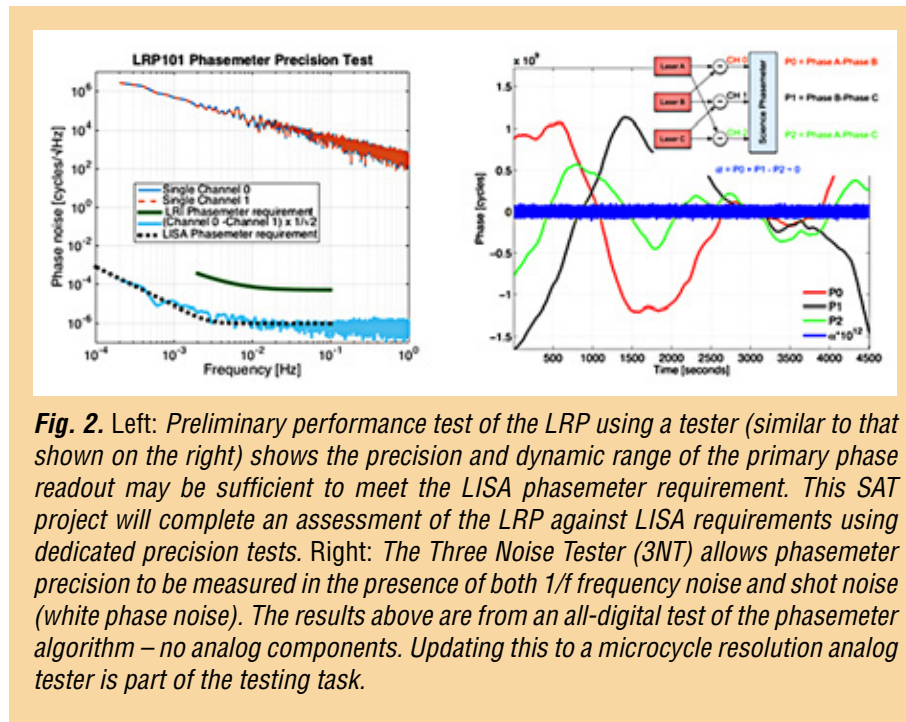 LRP101 Phasemeter Precision Test
Phase noise [cycles/√Hz]
10^6
10^4
10^2
10^0
10^-2
10^-4
10^-6
Single Channel 0
Single Channel 1
LRI Phasemeter requirement
(Channel 0 -Channel 1) x 1/√2
LISA Phasemeter requirement
10^-4 10^-3 10^-2 10^-1 10^0
Frequency [Hz]
x 10^9
Phase [cycles]
1
0.5
0
-0.5
-1
-1.5
Laser A
Laser B
Laser C
CH 0
CH 1
CH 2
Science Phasemeter
P0 = Phase A-Phase B
P1 = Phase B-Phase C
P2 = Phase A-Phase C
α = P0 + P1 - P2 ~ 0
P0
P1
P2
α*10^12
500 1000 1500 2000 2500 3000 3500 4000 4500
Time [seconds]
Fig. 2. Left: Preliminary performance test of the LRP using a tester (similar to that
shown on the right) shows the precision and dynamic range of the primary phase
readout may be sufficient to meet the LISA phasemeter requirement. This SAT
project will complete an assessment of the LRP against LISA requirements using
dedicated precision tests. Right: The Three Noise Tester (3NT) allows phasemeter
precision to be measured in the presence of both 1/f frequency noise and shot noise
(white phase noise). The results above are from an all-digital test of the phasemeter
algorithm – no analog components. Updating this to a microcycle resolution analog
tester is part of the testing task.